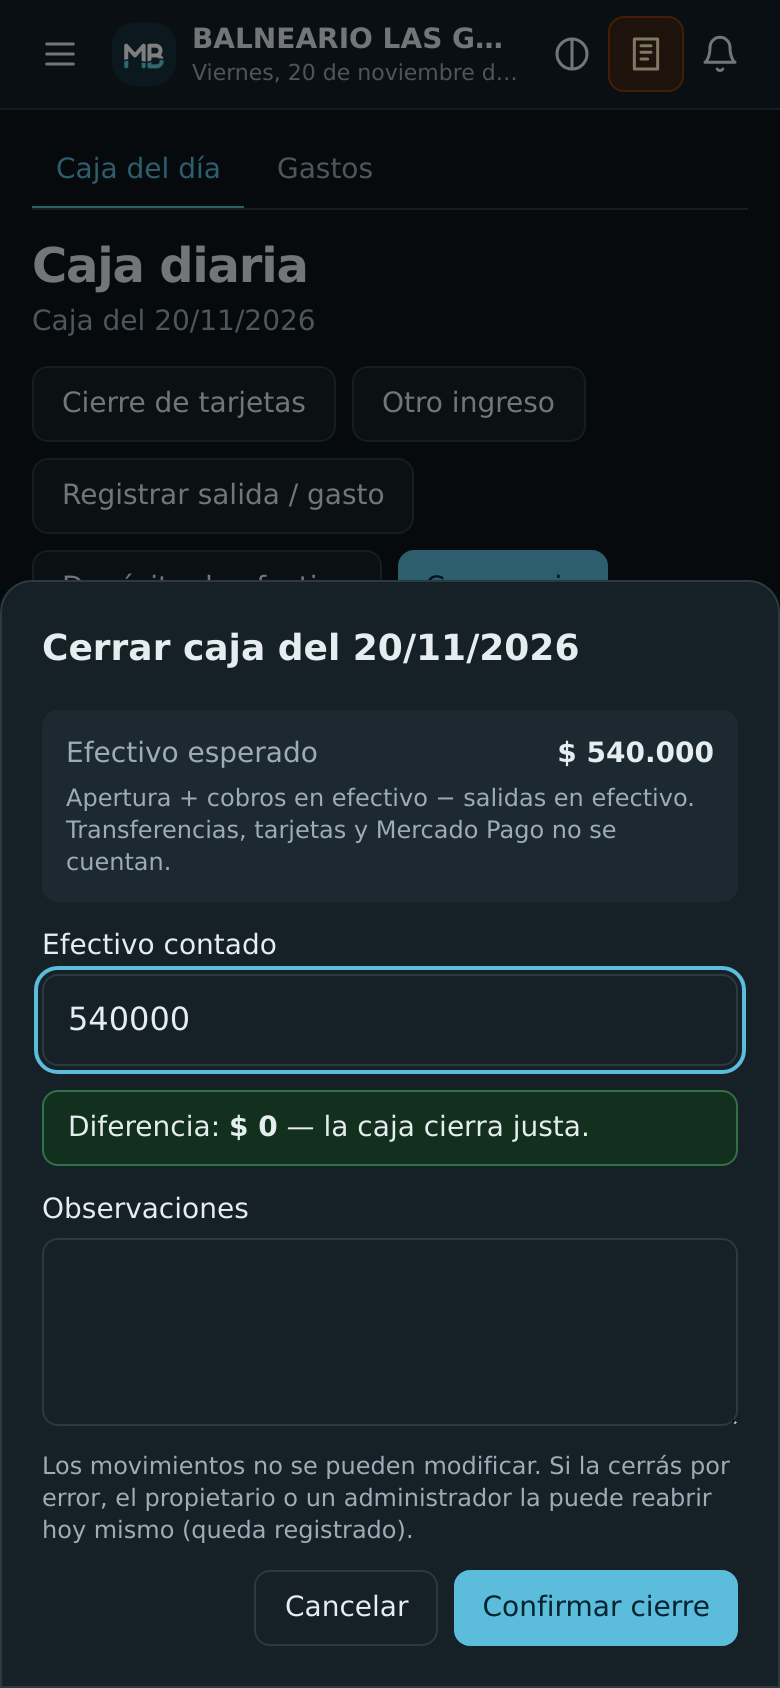 BALNEARIO LAS G...
MB
Viernes, 20 de noviembre d...
Caja del día
Gastos
Caja diaria
Caja del 20/11/2026
Cierre de tarjetas
Otro ingreso
Registrar salida / gasto
Cerrar caja del 20/11/2026
Efectivo esperado
$ 540.000
Apertura + cobros en efectivo − salidas en efectivo.
Transferencias, tarjetas y Mercado Pago no se
cuentan.
Efectivo contado
540000
Diferencia: $ 0 — la caja cierra justa.
Observaciones
Los movimientos no se pueden modificar. Si la cerrás por
error, el propietario o un administrador la puede reabrir
hoy mismo (queda registrado).
Cancelar
Confirmar cierre